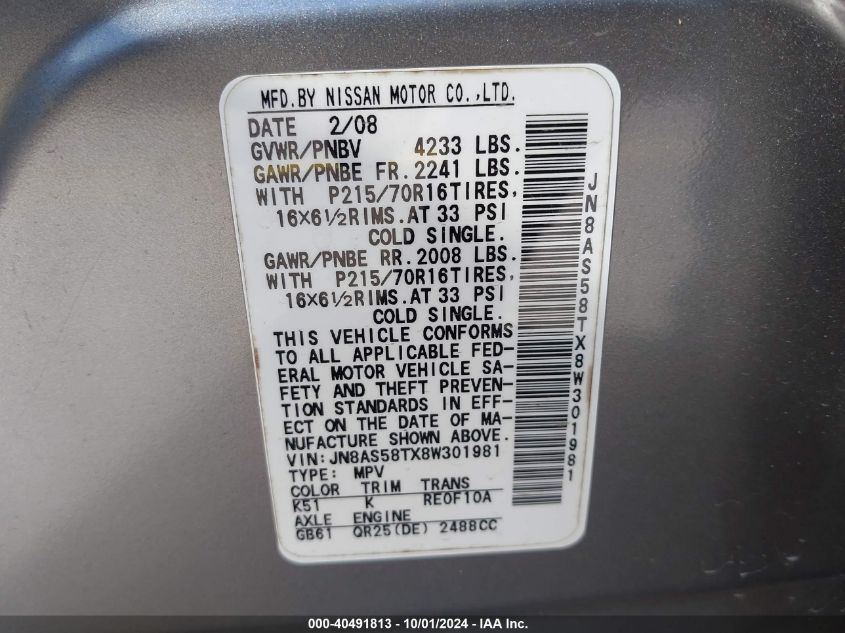 MFD.BY NISSAN MOTOR CO.,LTD.
DATE 2/08
GVWR/PNBV 4233 LBS.
GAWR/PNBE FR.2241 LBS.
WITH P215/70R16TIRES,
16X6½RIMS.AT 33 PSI
COLD SINGLE.
GAWR/PNBE RR.2008 LBS.
WITH P215/70R16TIRES,
16X6½RIMS.AT 33 PSI
COLD SINGLE.
THIS VEHICLE CONFORMS
TO ALL APPLICABLE FED-
ERAL MOTOR VEHICLE SA-
FETY AND THEFT PREVEN-
TION STANDARDS IN EFF-
ECT ON THE DATE OF MA-
NUFACTURE SHOWN ABOVE.
VIN:JN8AS58TX8W301981
TYPE: MPV
COLOR TRIM TRANS
K51 K RE0F10A
AXLE ENGINE
GB61 QR25(DE) 2488CC
JN8AS58TX8W301981
000-40491813 - 10/01/2024 - IAA Inc.